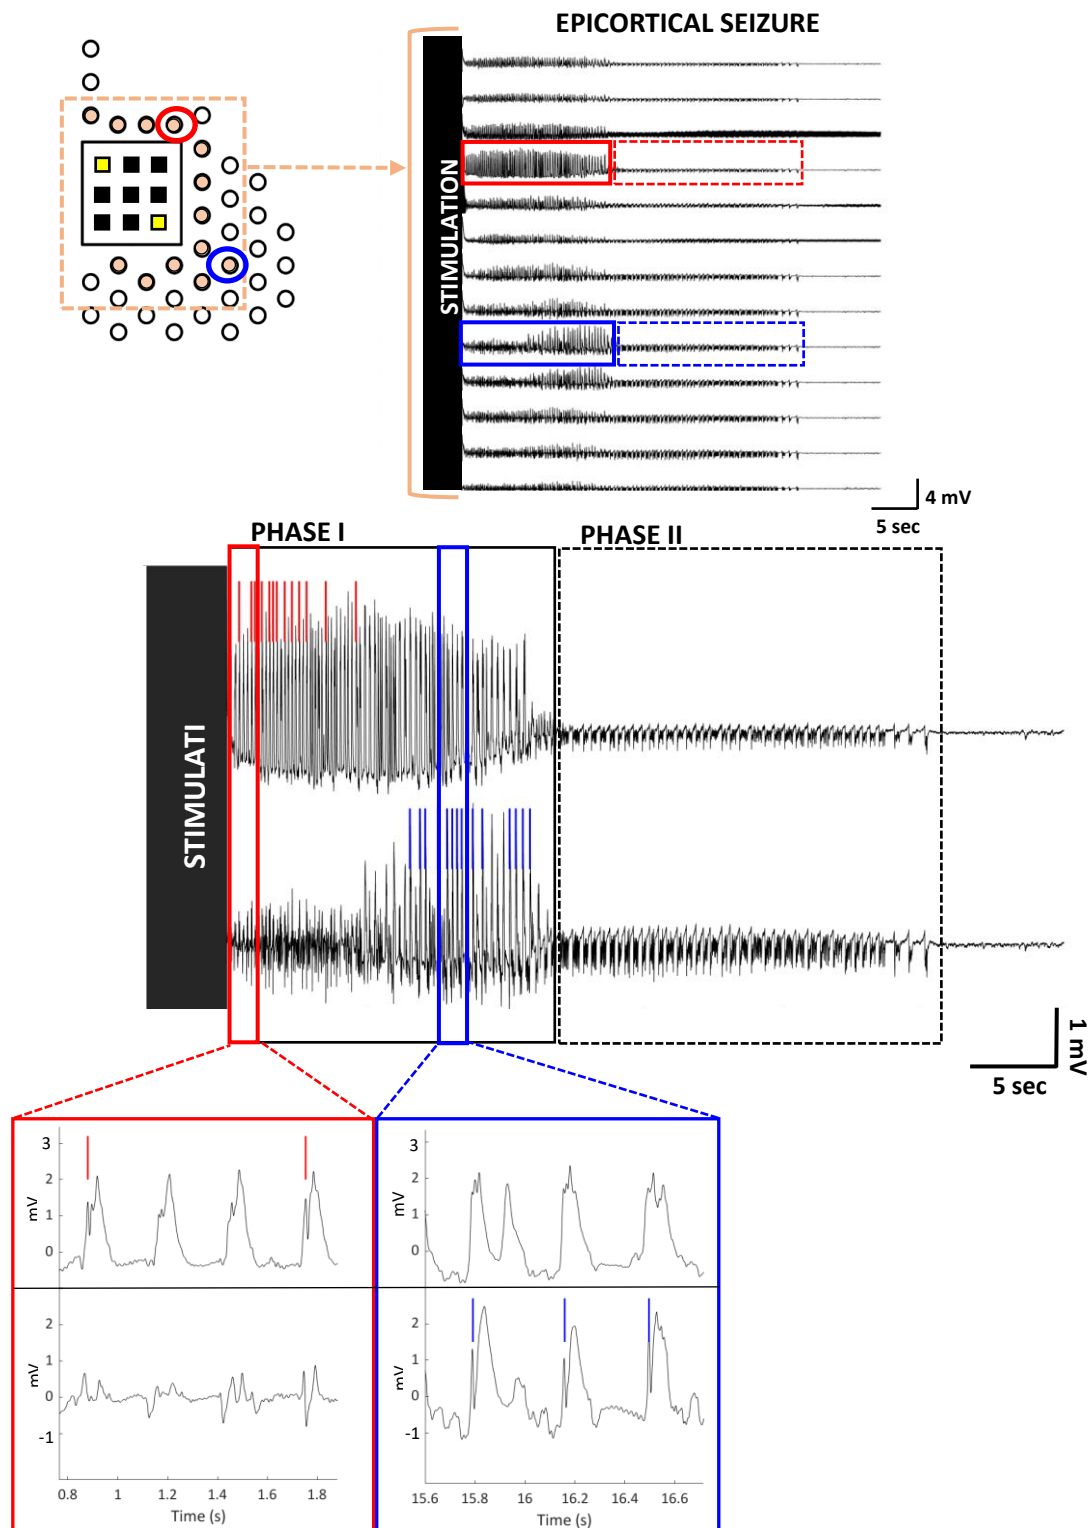 EPICORTICAL SEIZURE
STIMULATION
4 mV
5 sec
PHASE I
PHASE II
STIMULATI
1 mV
5 sec
3
2
1
0
mV
3
2
1
0
mV
2
1
0
-1
mV
2
1
0
-1
mV
0.8 1 1.2 1.4 1.6 1.8
Time (s)
15.6 15.8 16 16.2 16.4 16.6
Time (s)